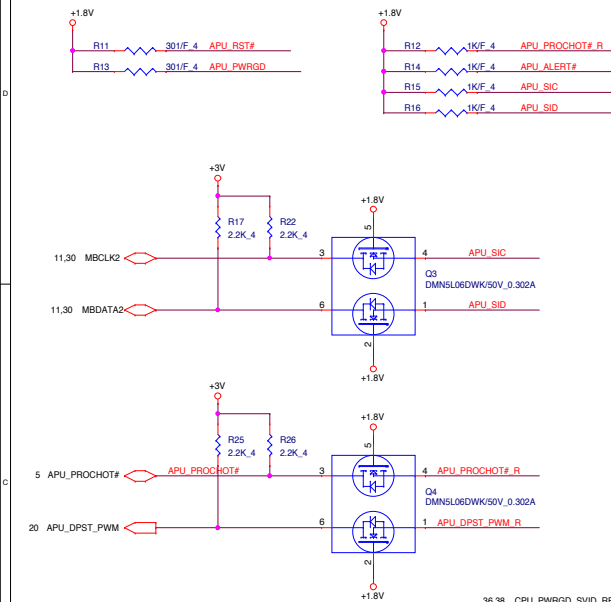 +1.8V
R11 301/F_4 APU_RST#
R13 301/F_4 APU_PWRGD
+1.8V
R12 1K/F_4 APU_PROCHOT#_R
R14 1K/F_4 APU_ALERT#
R15 1K/F_4 APU_SIC
R16 1K/F_4 APU_SID
D
+3V
R17 R22
2.2K_4 2.2K_4
+1.8V
5
11,30 MBCLK2 3 4 APU_SIC
Q3
DMN5L06DWK/50V_0.302A
11,30 MBDATA2 6 1 APU_SID
2
+1.8V
+3V
R25 R26
2.2K_4 2.2K_4
+1.8V
5
C
5 APU_PROCHOT# APU_PROCHOT# 3 4 APU_PROCHOT#_R
Q4
DMN5L06DWK/50V_0.302A
20 APU_DPST_PWM 6 1 APU_DPST_PWM_R
2
+1.8V
36,38 CPU_PWRGD_SVID_RE